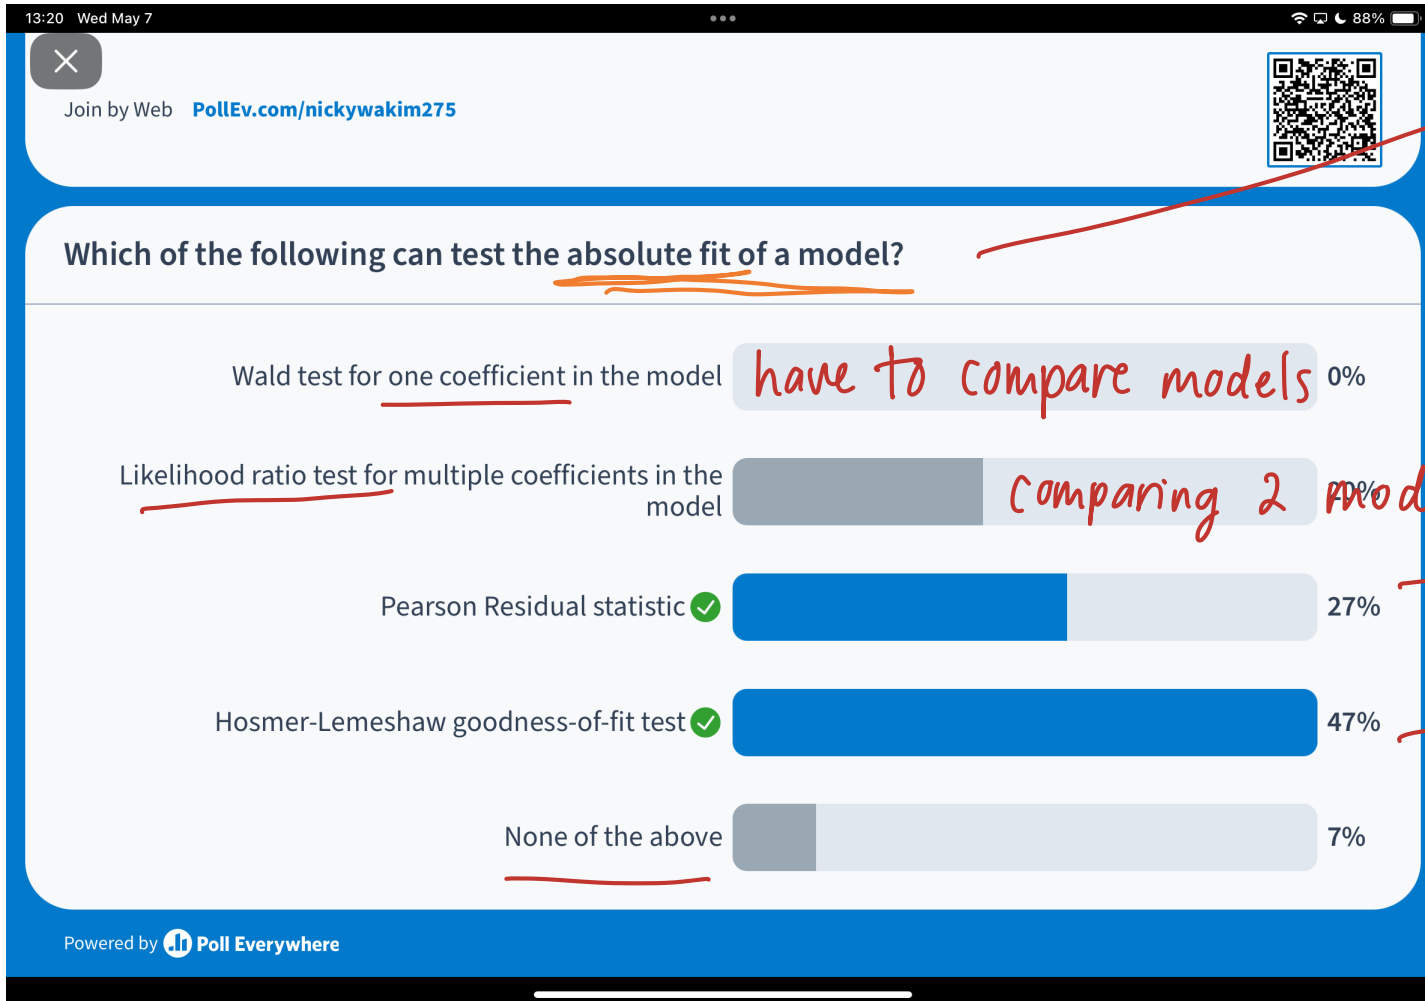 13:20 Wed May 7
88%
Join by Web PollEv.com/nickywakim275
Which of the following can test the absolute fit of a model?
Wald test for one coefficient in the model
have to compare models
0%
Likelihood ratio test for multiple coefficients in the
model
comparing 2 mod
Pearson Residual statistic
27%
Hosmer-Lemeshaw goodness-of-fit test
47%
None of the above
7%
Powered by Poll Everywhere